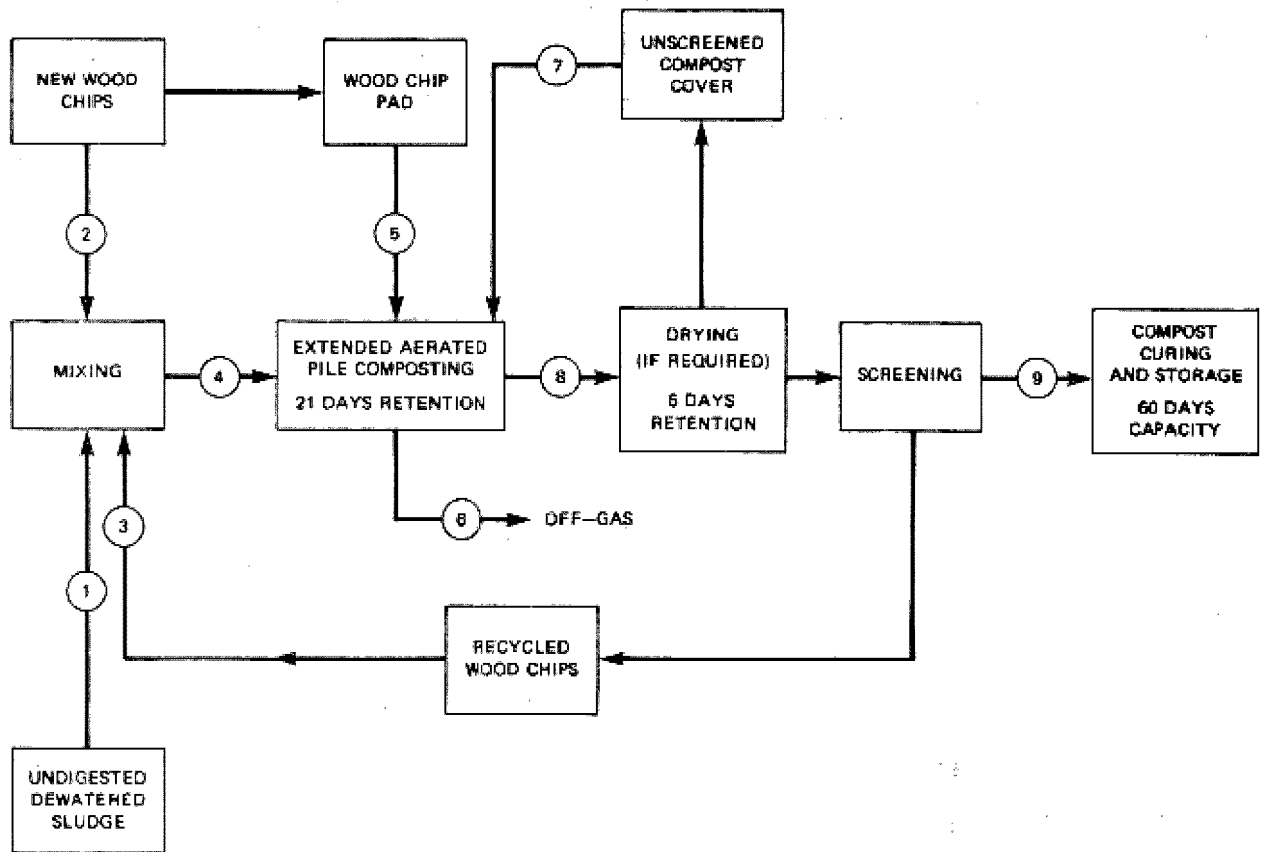 NEW WOOD
CHIPS
WOOD CHIP
PAD
7
UNSCREENED
COMPOST
COVER
2
5
MIXING
4
EXTENDED AERATED
PILE COMPOSTING
21 DAYS RETENTION
8
DRYING
(IF REQUIRED)
6 DAYS
RETENTION
SCREENING
9
COMPOST
CURING
AND STORAGE
60 DAYS
CAPACITY
6
OFF-GAS
3
1
RECYCLED
WOOD CHIPS
UNDIGESTED
DEWATERED
SLUDGE